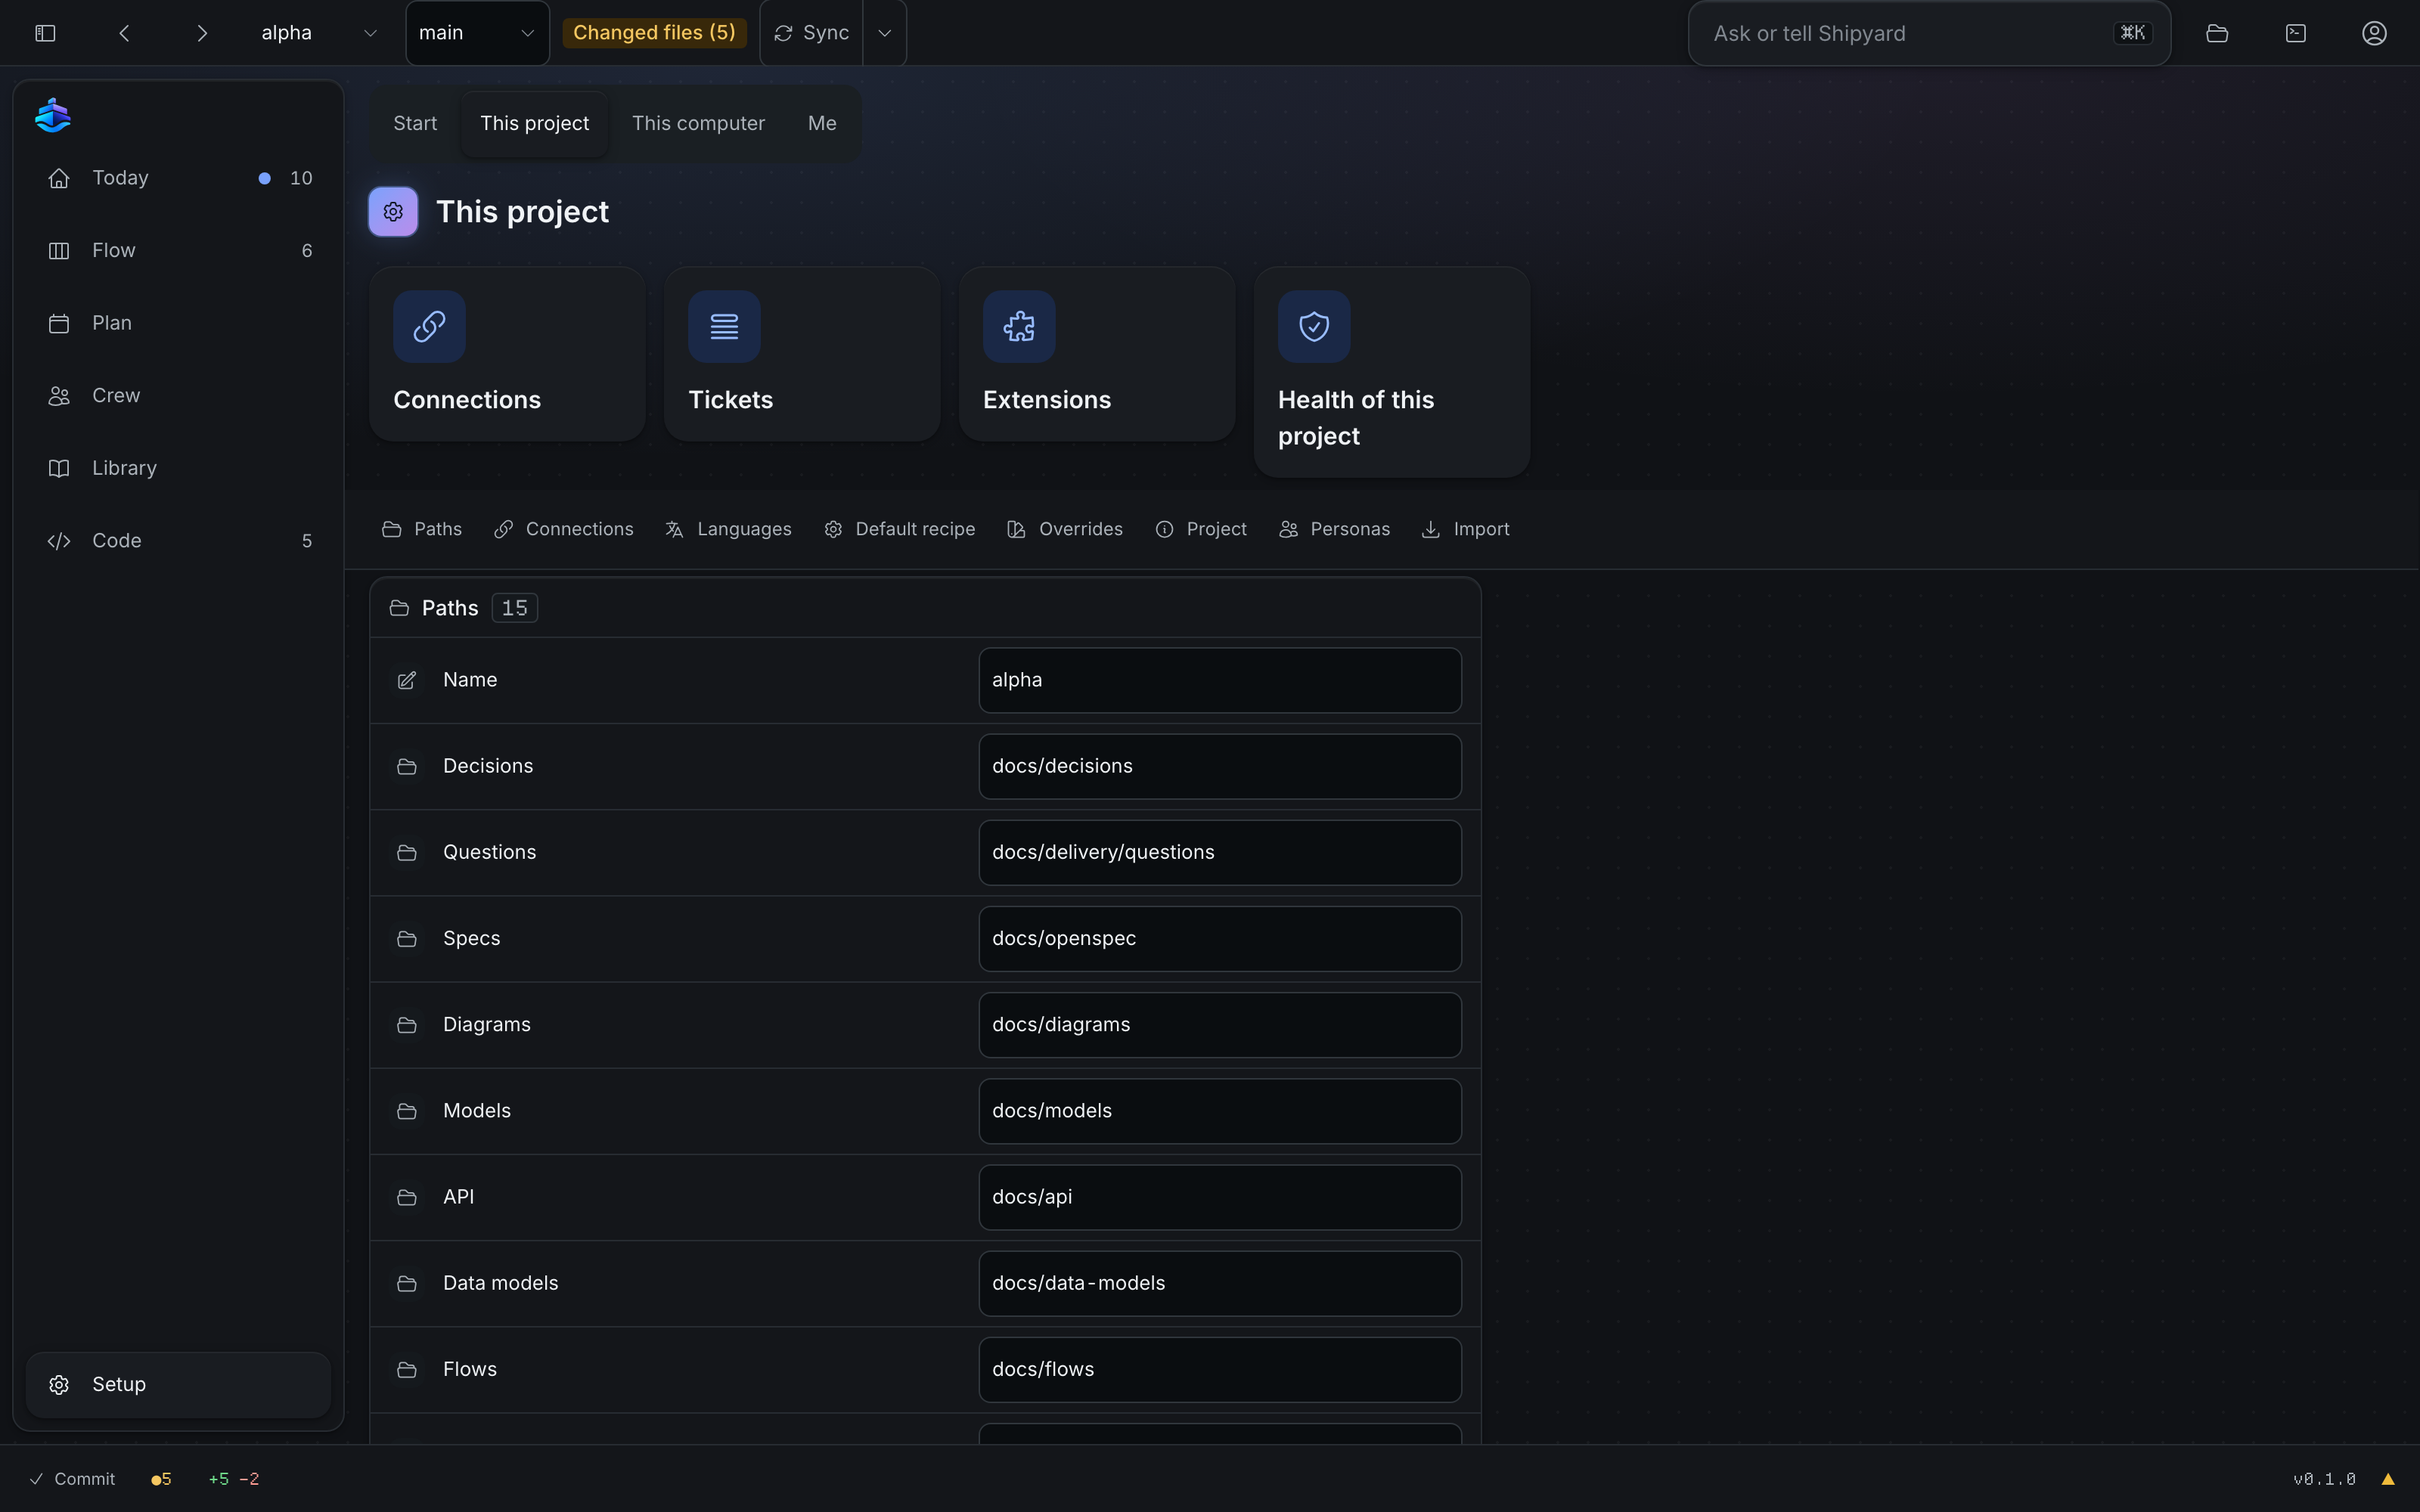 alpha
main
Changed files (5)
Sync
Ask or tell Shipyard
⌘K
Today 10
Flow 6
Plan
Crew
Library
Code 5
Setup
Start
This project
This computer
Me
This project
Connections
Tickets
Extensions
Health of this
project
Paths
Connections
Languages
Default recipe
Overrides
Project
Personas
Import
Paths 15
Name
alpha
Decisions
docs/decisions
Questions
docs/delivery/questions
Specs
docs/openspec
Diagrams
docs/diagrams
Models
docs/models
API
docs/api
Data models
docs/data-models
Flows
docs/flows
Commit
5
+5 -2
v0.1.0